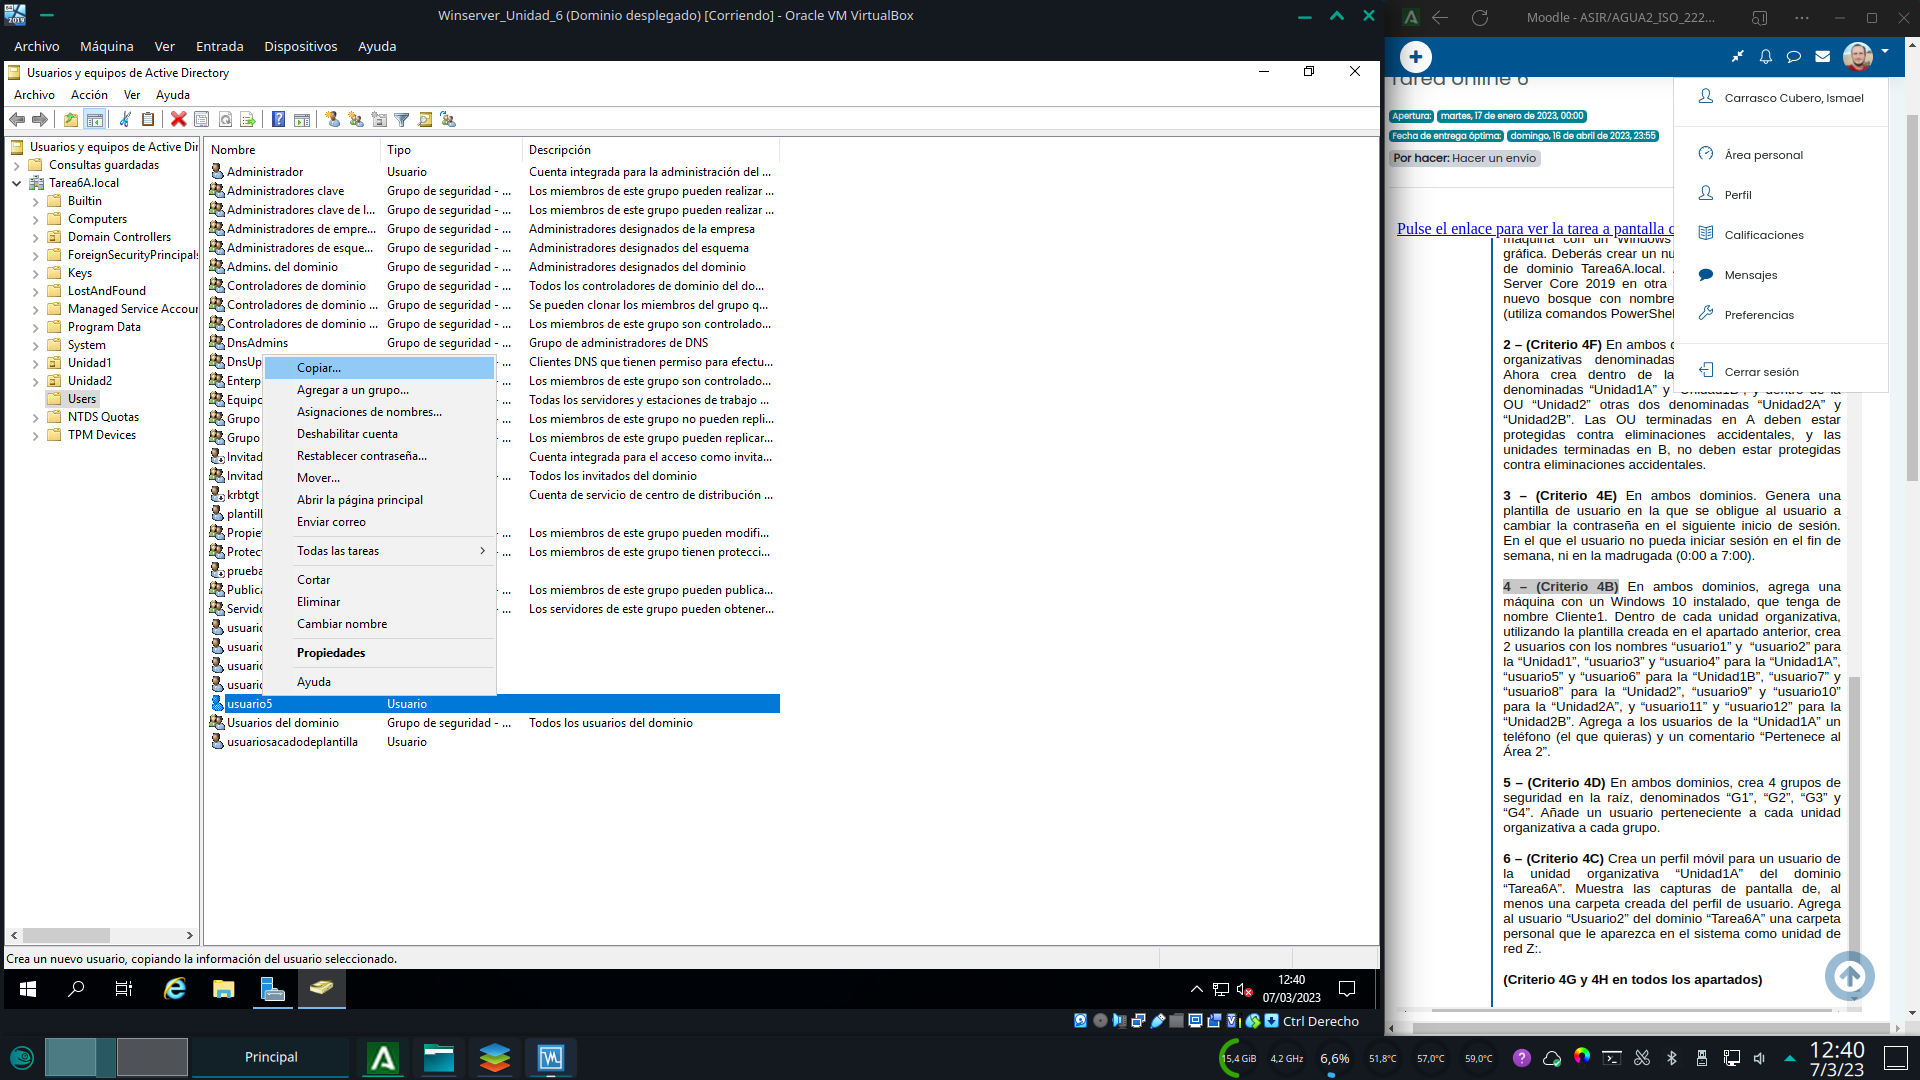 Winserver_Unidad_6 (Dominio desplegado) [Corriendo] - Oracle VM VirtualBox
Archivo Máquina Ver Entrada Dispositivos Ayuda
Usuarios y equipos de Active Directory
Archivo Acción Ver Ayuda
Usuarios y equipos de Active Dir
Consultas guardadas
Tarea6A.local
Builtin
Computers
Domain Controllers
ForeignSecurityPrincipals
Keys
LostAndFound
Managed Service Accour
Program Data
System
Unidad1
Unidad2
Users
NTDS Quotas
TPM Devices
Nombre Tipo Descripción
Administrador Usuario Cuenta integrada para la administración del ...
Administradores clave Grupo de seguridad - ... Los miembros de este grupo pueden realizar ...
Administradores clave de l... Grupo de seguridad - ... Los miembros de este grupo pueden realizar ...
Administradores de empre... Grupo de seguridad - ... Administradores designados de la empresa
Administradores de esque... Grupo de seguridad - ... Administradores designados del esquema
Admins. del dominio Grupo de seguridad - ... Administradores designados del dominio
Controladores de dominio Grupo de seguridad - ... Todos los controladores de dominio del do...
Controladores de dominio ... Grupo de seguridad - ... Se pueden clonar los miembros del grupo q...
Controladores de dominio ... Grupo de seguridad - ... Los miembros de este grupo son controlado...
DnsAdmins Grupo de seguridad - ... Grupo de administradores de DNS
DnsUp ... Clientes DNS que tienen permiso para efectu...
Enterp ... Los miembros de este grupo son controlado...
Equipo ... Todas los servidores y estaciones de trabajo ...
Grupo ... Los miembros de este grupo no pueden repli...
Grupo ... Los miembros de este grupo pueden replicar...
Invitad Cuenta integrada para el acceso como invita...
Invitad ... Todos los invitados del dominio
krbtgt Cuenta de servicio de centro de distribución ...
plantill
Propie ... Los miembros de este grupo pueden modifi...
Protec ... Los miembros de este grupo tienen protecci...
prueba
Publica ... Los miembros de este grupo pueden publica...
Servido ... Los servidores de este grupo pueden obtener...
usuario
usuario
usuario
usuario
usuario5 Usuario
Usuarios del dominio Grupo de seguridad - ... Todos los usuarios del dominio
usuariosacadodeplantilla Usuario
Copiar...
Agregar a un grupo...
Asignaciones de nombres...
Deshabilitar cuenta
Restablecer contraseña...
Mover...
Abrir la página principal
Enviar correo
Todas las tareas
Cortar
Eliminar
Cambiar nombre
Propiedades
Ayuda
Crea un nuevo usuario, copiando la información del usuario seleccionado.
12:40
07/03/2023
Ctrl Derecho
Moodle - ASIR/AGUA2_ISO_222...
Tarea online 6
Apertura: martes, 17 de enero de 2023, 00:00
Fecha de entrega óptima: domingo, 16 de abril de 2023, 23:55
Por hacer: Hacer un envío
Carrasco Cubero, Ismael
Área personal
Perfil
Calificaciones
Mensajes
Preferencias
Cerrar sesión
Pulse el enlace para ver la tarea a pantalla c
máquina con un Windows
gráfica. Deberás crear un nu
de dominio Tarea6A.local.
Server Core 2019 en otra
nuevo bosque con nombre
(utiliza comandos PowerShel
2 – (Criterio 4F) En ambos d
organizativas denominadas
Ahora crea dentro de la
denominadas “Unidad1A” y “Unidad1B”, y dentro de la
OU “Unidad2” otras dos denominadas “Unidad2A” y
“Unidad2B”. Las OU terminadas en A deben estar
protegidas contra eliminaciones accidentales, y las
unidades terminadas en B, no deben estar protegidas
contra eliminaciones accidentales.
3 – (Criterio 4E) En ambos dominios. Genera una
plantilla de usuario en la que se obligue al usuario a
cambiar la contraseña en el siguiente inicio de sesión.
En el que el usuario no pueda iniciar sesión en el fin de
semana, ni en la madrugada (0:00 a 7:00).
4 – (Criterio 4B) En ambos dominios, agrega una
máquina con un Windows 10 instalado, que tenga de
nombre Cliente1. Dentro de cada unidad organizativa,
utilizando la plantilla creada en el apartado anterior, crea
2 usuarios con los nombres “usuario1” y “usuario2” para
la “Unidad1”, “usuario3” y “usuario4” para la “Unidad1A”,
“usuario5” y “usuario6” para la “Unidad1B”, “usuario7” y
“usuario8” para la “Unidad2”, “usuario9” y “usuario10”
para la “Unidad2A”, y “usuario11” y “usuario12” para la
“Unidad2B”. Agrega a los usuarios de la “Unidad1A” un
teléfono (el que quieras) y un comentario “Pertenece al
Área 2”.
5 – (Criterio 4D) En ambos dominios, crea 4 grupos de
seguridad en la raíz, denominados “G1”, “G2”, “G3” y
“G4”. Añade un usuario perteneciente a cada unidad
organizativa a cada grupo.
6 – (Criterio 4C) Crea un perfil móvil para un usuario de
la unidad organizativa “Unidad1A” del dominio
“Tarea6A”. Muestra las capturas de pantalla de, al
menos una carpeta creada del perfil de usuario. Agrega
al usuario “Usuario2” del dominio “Tarea6A” una carpeta
personal que le aparezca en el sistema como unidad de
red Z:.
(Criterio 4G y 4H en todos los apartados)
Principal
15,4 GiB 4,2 GHz 6,6% 51,8°C 57,0°C 59,0°C
12:40
7/3/23